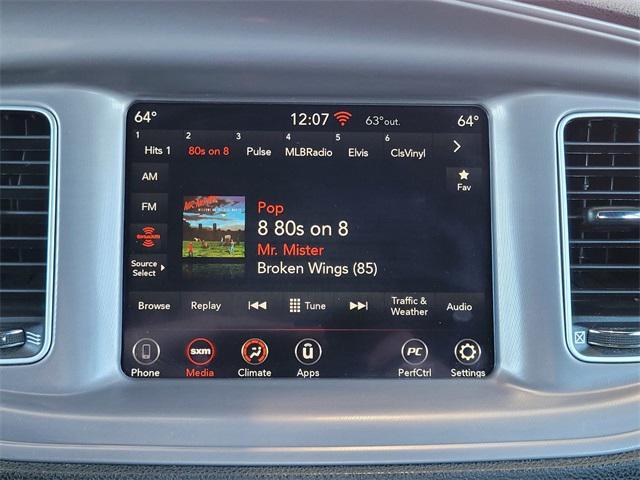 64° 12:07 63°out. 64°
1 2 3 4 5 6
Hits 1 80s on 8 Pulse MLBRadio Elvis ClsVinyl
AM
Fav
FM
Pop
8 80s on 8
SiriusXM
Mr. Mister
Source
Select
Broken Wings (85)
Browse Replay Tune Traffic &
Weather Audio
sxm ü PC
Phone Media Climate Apps PerfCtrl Settings